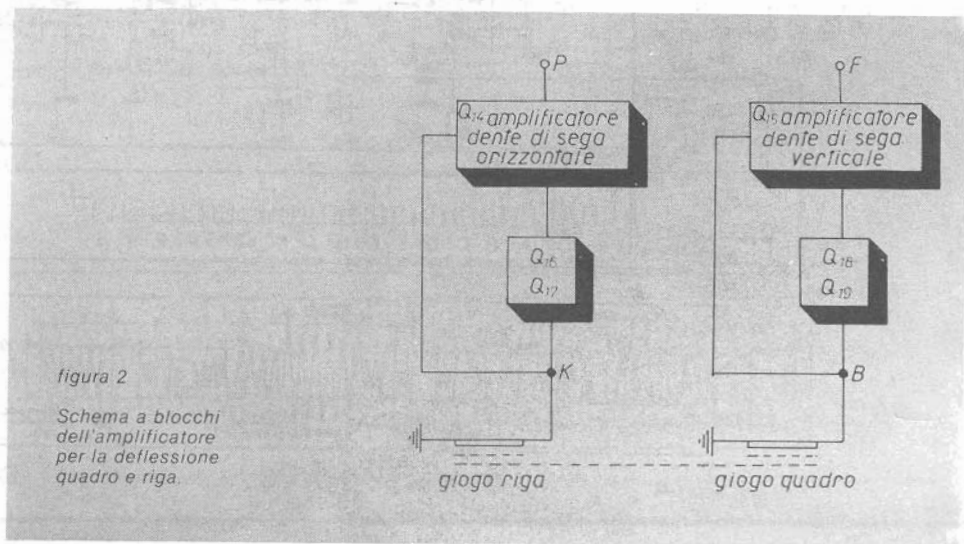 P
F
Q14 amplificatore
dente di sega
orizzontale
Q15 amplificatore
dente di sega
verticale
Q16
Q17
Q18
Q19
K
B
figura 2
Schema a blocchi
dell'amplificatore
per la deflessione
quadro e riga.
giogo riga
giogo quadro